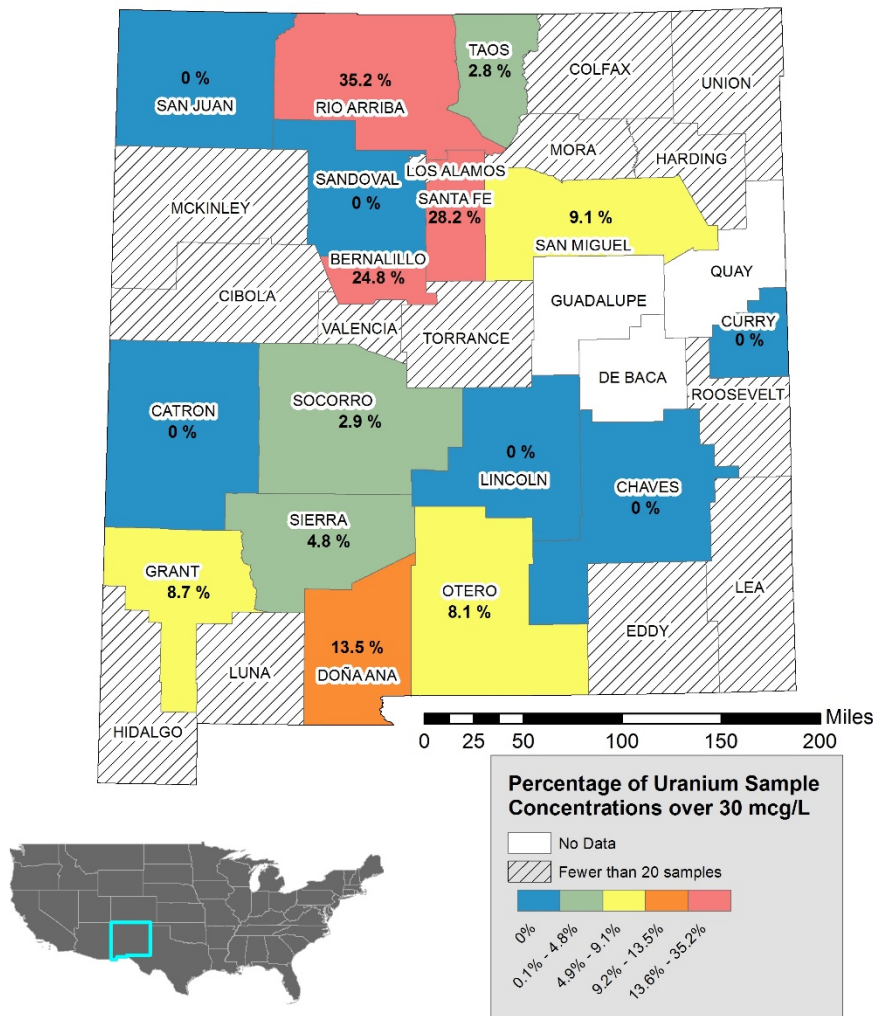 TAOS
2.8 %
COLFAX
UNION
0 %
SAN JUAN
35.2 %
RIO ARRIBA
MORA
HARDING
LOS ALAMOS
SANDOVAL
0 %
SANTA FE
28.2 %
MCKINLEY
9.1 %
SAN MIGUEL
BERNALILLO
24.8 %
QUAY
CIBOLA
GUADALUPE
VALENCIA
TORRANCE
CURRY
0 %
DE BACA
ROOSEVELT
CATRON
0 %
SOCORRO
2.9 %
0 %
LINCOLN
CHAVES
0 %
SIERRA
4.8 %
GRANT
8.7 %
OTERO
8.1 %
LEA
EDDY
13.5 %
DOÑA ANA
LUNA
HIDALGO
Miles
0 25 50 100 150 200
Percentage of Uranium Sample
Concentrations over 30 mcg/L
No Data
Fewer than 20 samples
0%
0.1% - 4.8%
4.9% - 9.1%
9.2% - 13.5%
13.6% - 35.2%